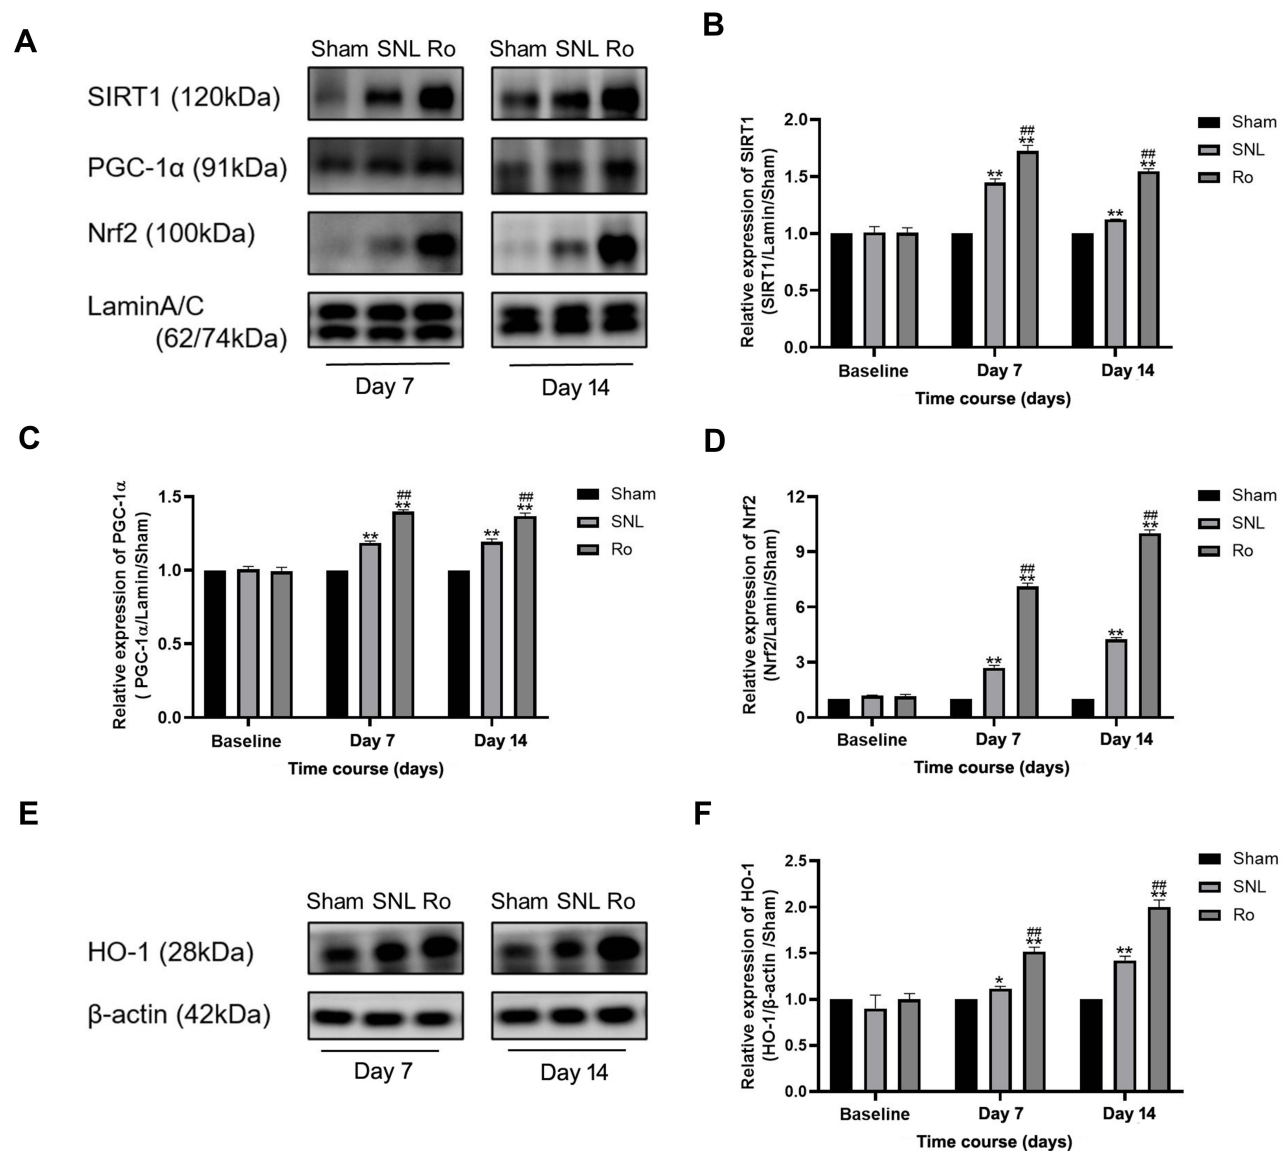 A
Sham SNL Ro
Sham SNL Ro
SIRT1 (120kDa)
PGC-1α (91kDa)
Nrf2 (100kDa)
LaminA/C
(62/74kDa)
Day 7
Day 14
B
Relative expression of SIRT1
(SIRT1/Lamin/Sham)
2.0
1.5
1.0
0.5
0.0
**
##
**
**
##
**
Baseline
Day 7
Day 14
Time course (days)
Sham
SNL
Ro
C
Relative expression of PGC-1α
( PGC-1α/Lamin/Sham)
1.5
1.0
0.5
0.0
**
##
**
**
##
**
Baseline
Day 7
Day 14
Time course (days)
Sham
SNL
Ro
D
Relative expression of Nrf2
(Nrf2/Lamin/Sham)
12
9
6
3
0
**
##
**
**
##
**
Baseline
Day 7
Day 14
Time course (days)
Sham
SNL
Ro
E
Sham SNL Ro
Sham SNL Ro
HO-1 (28kDa)
β-actin (42kDa)
Day 7
Day 14
F
Relative expression of HO-1
(HO-1/β-actin /Sham)
2.5
2.0
1.5
1.0
0.5
0.0
*
##
**
**
##
**
Baseline
Day 7
Day 14
Time course (days)
Sham
SNL
Ro